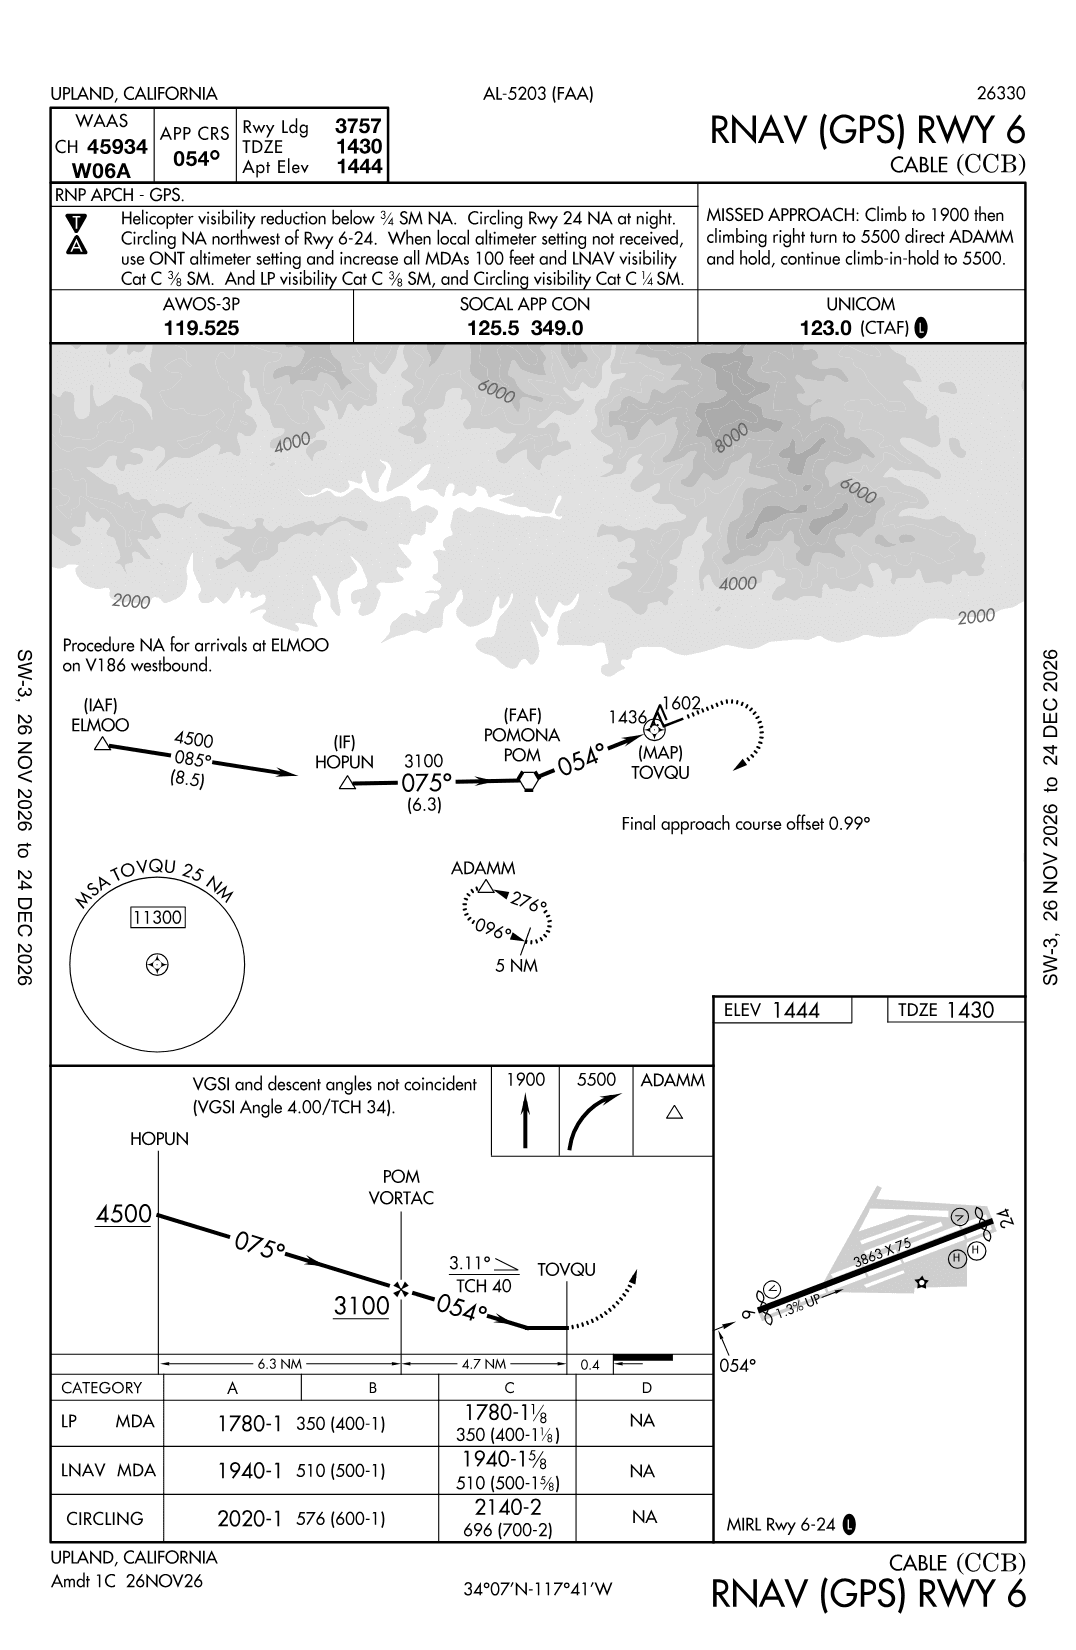 UPLAND, CALIFORNIA
AL-5203 (FAA)
26330
WAAS
CH 45934
W06A
APP CRS
054°
Rwy Ldg 3757
TDZE 1430
Apt Elev 1444
RNAV (GPS) RWY 6
CABLE (CCB)
RNP APCH - GPS.
T
A
Helicopter visibility reduction below ¾ SM NA. Circling Rwy 24 NA at night.
Circling NA northwest of Rwy 6-24. When local altimeter setting not received,
use ONT altimeter setting and increase all MDAs 100 feet and LNAV visibility
Cat C ⅜ SM. And LP visibility Cat C ⅜ SM, and Circling visibility Cat C ¼ SM.
MISSED APPROACH: Climb to 1900 then
climbing right turn to 5500 direct ADAMM
and hold, continue climb-in-hold to 5500.
AWOS-3P
119.525
SOCAL APP CON
125.5 349.0
UNICOM
123.0 (CTAF) L
6000
4000
8000
6000
4000
2000
2000
Procedure NA for arrivals at ELMOO
on V186 westbound.
(IAF)
ELMOO
4500
085°
(8.5)
(IF)
HOPUN
3100
075°
(6.3)
(FAF)
POMONA
POM
054°
1436
1602
(MAP)
TOVQU
Final approach course offset 0.99°
MSA TOVQU 25 NM
11300
ADAMM
276°
096°
5 NM
SW-3, 26 NOV 2026 to 24 DEC 2026
SW-3, 26 NOV 2026 to 24 DEC 2026
ELEV 1444
TDZE 1430
VGSI and descent angles not coincident
(VGSI Angle 4.00/TCH 34).
1900
5500
ADAMM
HOPUN
POM
VORTAC
4500
075°
3100
3.11°
TCH 40
054°
TOVQU
6.3 NM
4.7 NM
0.4
24
V
H
H
3863 X 75
V
6
1.3% UP
054°
MIRL Rwy 6-24 L
CATEGORY A B C D
LP MDA 1780-1 350 (400-1) 1780-1⅛ 350 (400-1⅛) NA
LNAV MDA 1940-1 510 (500-1) 1940-1⅝ 510 (500-1⅝) NA
CIRCLING 2020-1 576 (600-1) 2140-2 696 (700-2) NA
UPLAND, CALIFORNIA
Amdt 1C 26NOV26
34°07'N-117°41'W
CABLE (CCB)
RNAV (GPS) RWY 6